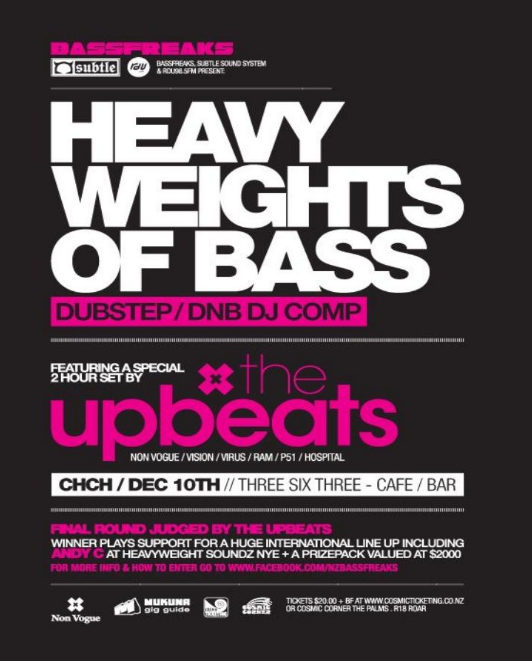 BASSFREAKS
subtle
rdu
BASSFREAKS, SUBTLE SOUND SYSTEM
& RDU98.5FM PRESENT:
HEAVY
WEIGHTS
OF BASS
DUBSTEP / DNB DJ COMP
FEATURING A SPECIAL
2 HOUR SET BY
the
upbeats
NON VOGUE / VISION / VIRUS / RAM / P51 / HOSPITAL
CHCH / DEC 10TH // THREE SIX THREE - CAFE / BAR
FINAL ROUND JUDGED BY THE UPBEATS
WINNER PLAYS SUPPORT FOR A HUGE INTERNATIONAL LINE UP INCLUDING
ANDY C AT HEAVYWEIGHT SOUNDZ NYE + A PRIZEPACK VALUED AT $2000
FOR MORE INFO & HOW TO ENTER GO TO WWW.FACEBOOK.COM/NZBASSFREAKS
Non Vogue
MUKUNA
gig guide
COSMIC
CORNER
TICKETS $20.00 + BF AT WWW.COSMICTICKETING.CO.NZ
OR COSMIC CORNER THE PALMS . R18 ROAR